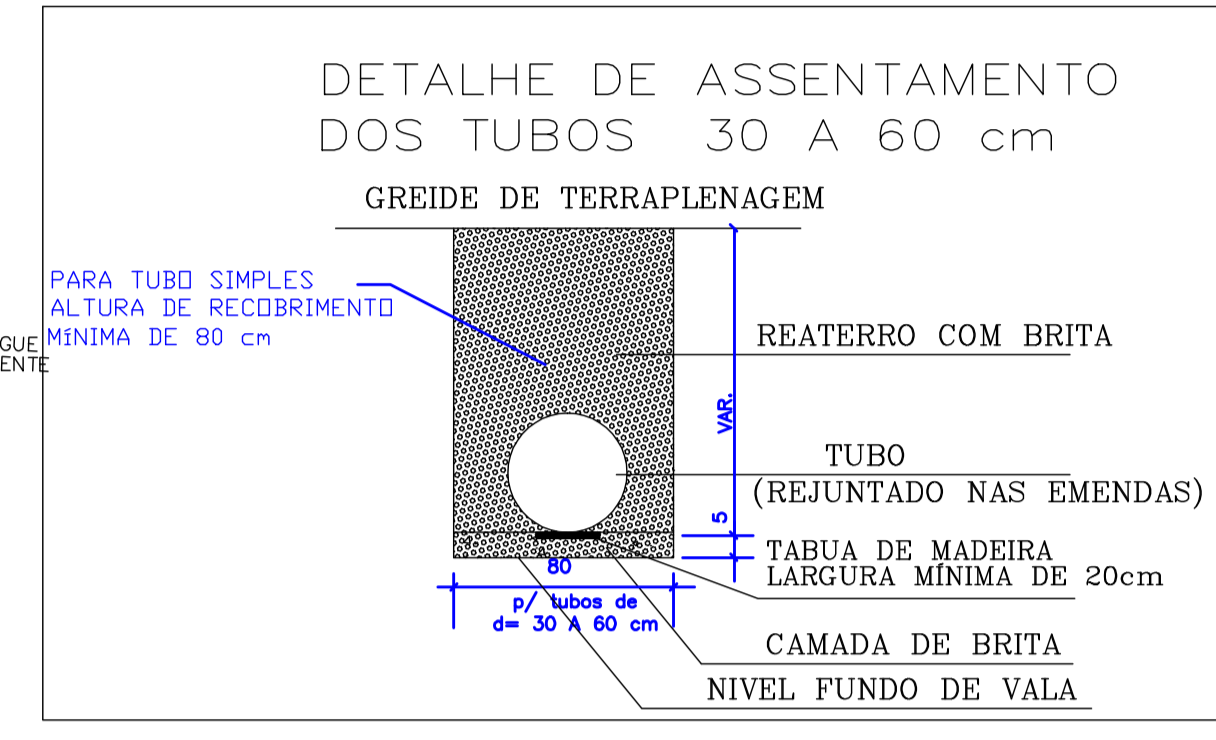 DETALHE DE ASSENTAMENTO
DOS TUBOS 30 A 60 cm
GREIDE DE TERRAPLENAGEM
PARA TUBO SIMPLES
ALTURA DE RECOBRIMENTO
MíNIMA DE 80 cm
GUE
ENTE
REATERRO COM BRITA
VAR.
TUBO
(REJUNTADO NAS EMENDAS)
5
TABUA DE MADEIRA
LARGURA MÍNIMA DE 20cm
80
p/ tubos de
d= 30 A 60 cm
CAMADA DE BRITA
NIVEL FUNDO DE VALA